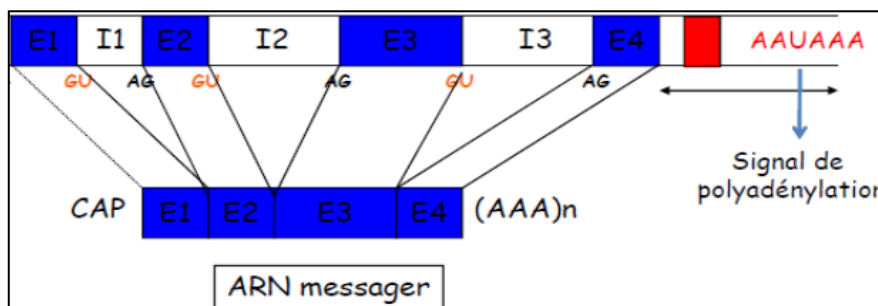 E1 I1 E2 I2 E3 I3 E4 AAUAAA
GU AG GU AG GU AG
Signal de
polyadénylation
CAP E1 E2 E3 E4 (AAA)n
ARN messager